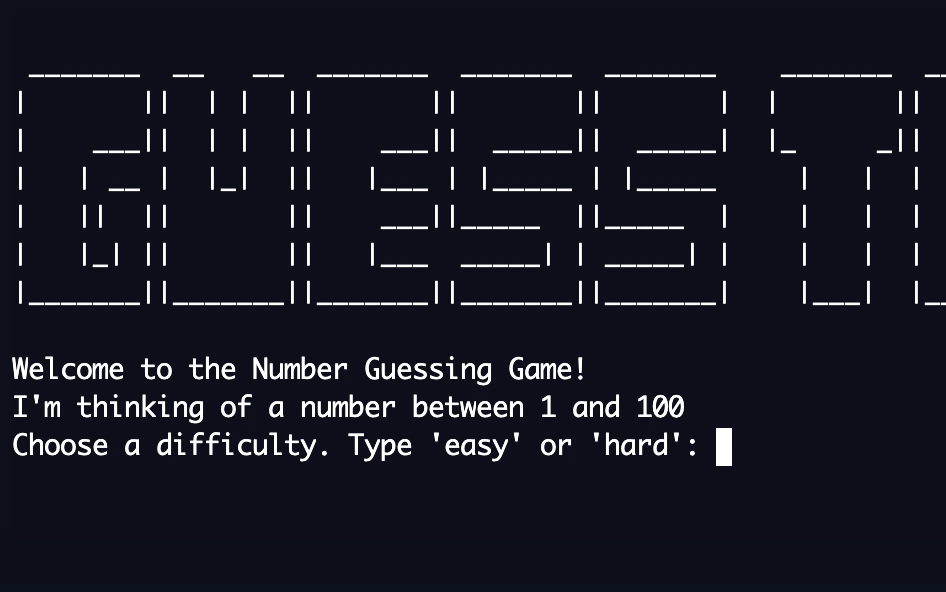 GUESS T
Welcome to the Number Guessing Game!
I'm thinking of a number between 1 and 100
Choose a difficulty. Type 'easy' or 'hard':